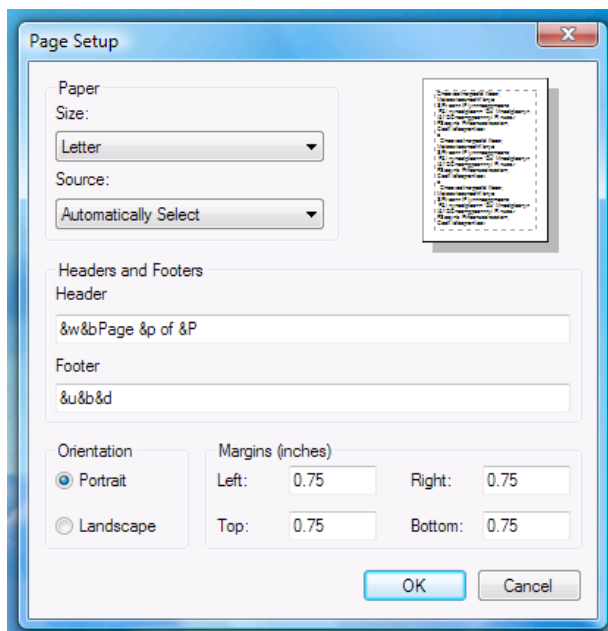 Page Setup
Paper
Size:
Letter
Source:
Automatically Select
Headers and Footers
Header
&w&bPage &p of &P
Footer
&u&b&d
Orientation
Portrait
Landscape
Margins (inches)
Left: 0.75 Right: 0.75
Top: 0.75 Bottom: 0.75
OK Cancel